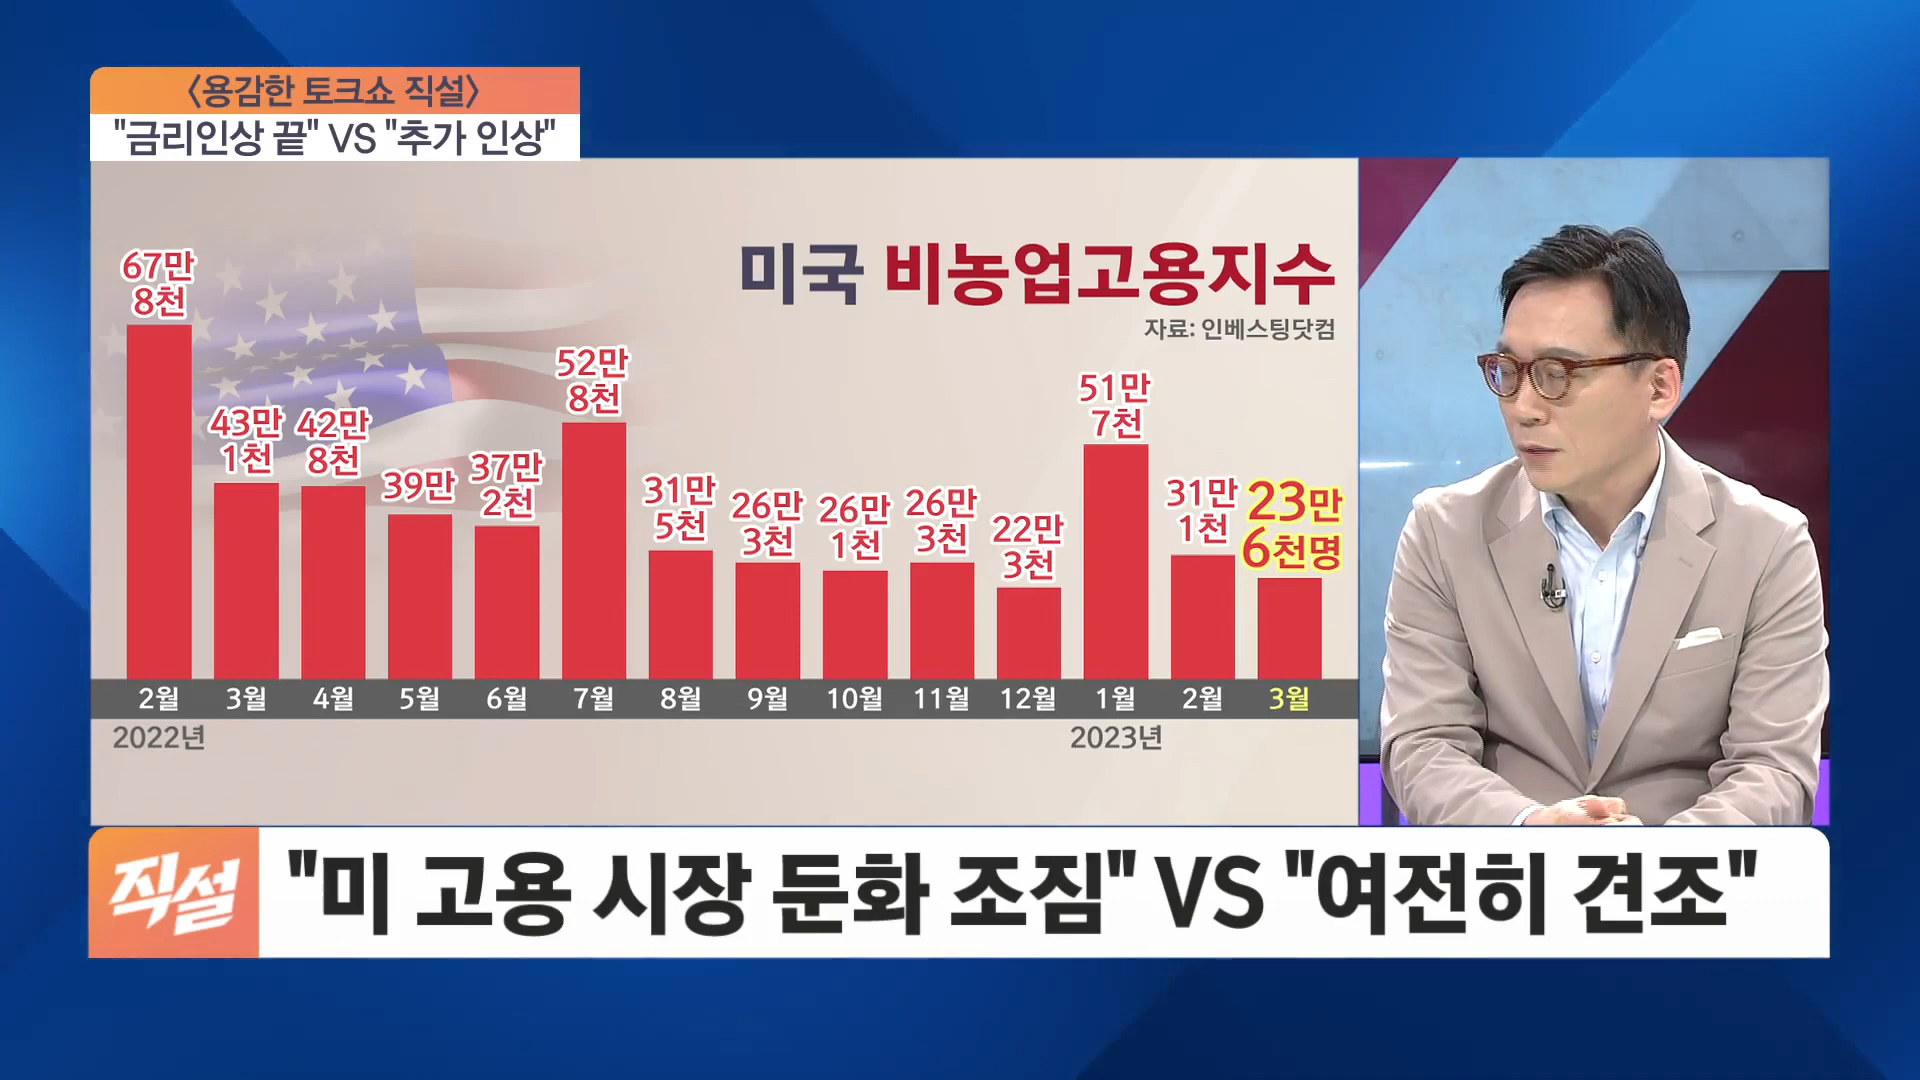 <용감한 토크쇼 직설>
"금리인상 끝" VS "추가 인상"
미국 비농업고용지수
자료: 인베스팅닷컴
67만 8천
43만 1천
42만 8천
39만
37만 2천
52만 8천
31만 5천
26만 3천
26만 1천
26만 3천
22만 3천
51만 7천
31만 1천
23만 6천명
2월 3월 4월 5월 6월 7월 8월 9월 10월 11월 12월 1월 2월 3월
2022년 2023년
직설
"미 고용 시장 둔화 조짐" VS "여전히 견조"